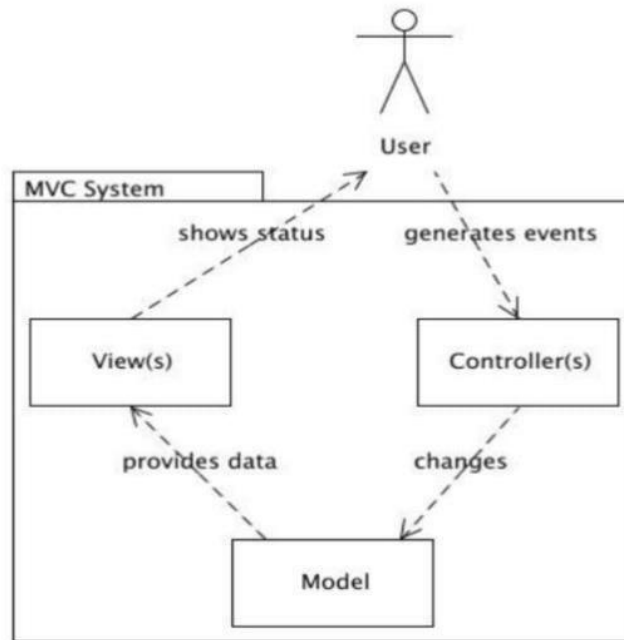 User
MVC System
shows status
generates events
View(s)
Controller(s)
provides data
changes
Model